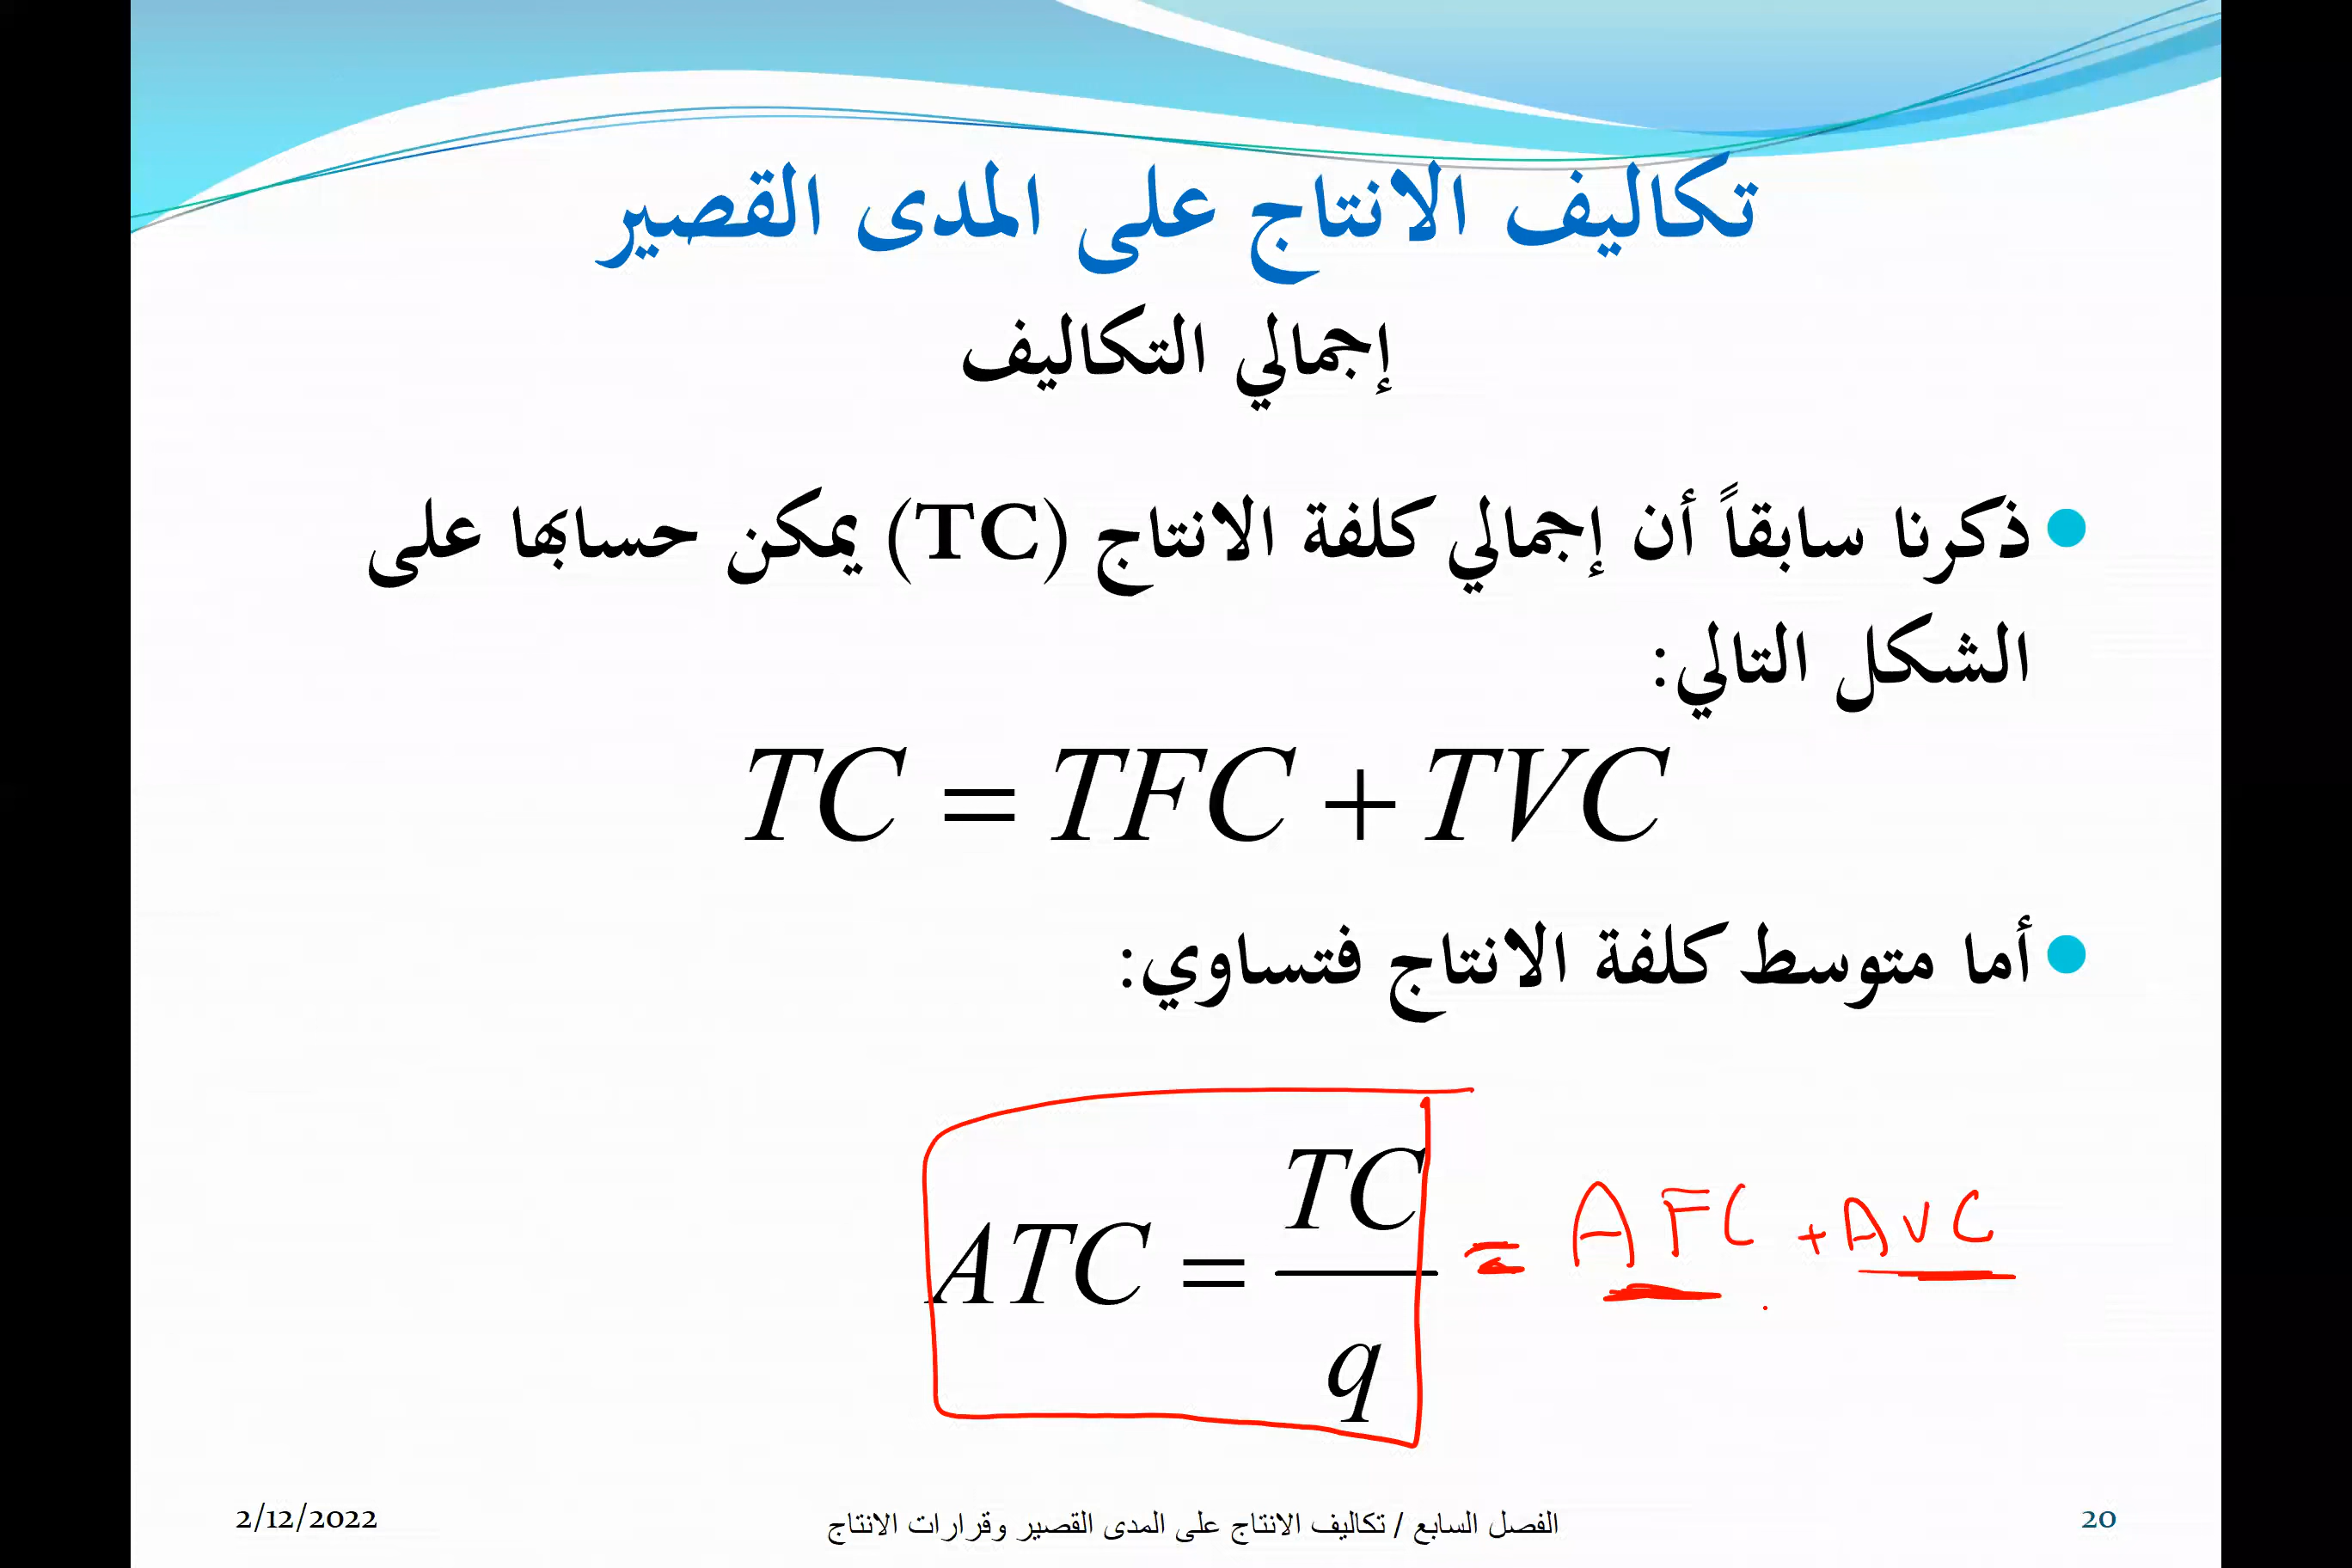 تكاليف الانتاج على المدى القصير
إجمالي التكاليف
ذكرنا سابقاً أن إجمالي كلفة الانتاج (TC) يمكن حسابها على
الشكل التالي:
TC = TFC + TVC
أما متوسط كلفة الانتاج فتساوي:
ATC = TC / q = AFC + AVC
2/12/2022
الفصل السابع / تكاليف الانتاج على المدى القصير وقرارات الانتاج
20